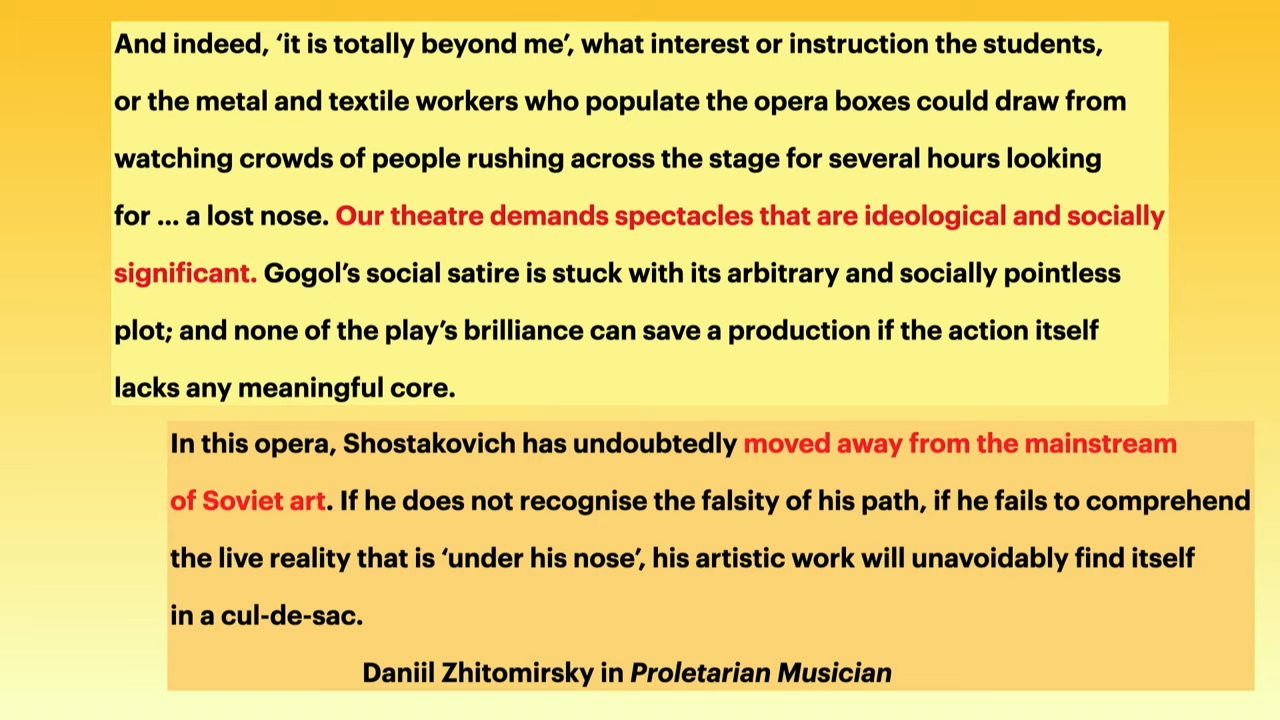 And indeed, ‘it is totally beyond me’, what interest or instruction the students,
or the metal and textile workers who populate the opera boxes could draw from
watching crowds of people rushing across the stage for several hours looking
for ... a lost nose. Our theatre demands spectacles that are ideological and socially
significant. Gogol’s social satire is stuck with its arbitrary and socially pointless
plot; and none of the play’s brilliance can save a production if the action itself
lacks any meaningful core.
In this opera, Shostakovich has undoubtedly moved away from the mainstream
of Soviet art. If he does not recognise the falsity of his path, if he fails to comprehend
the live reality that is ‘under his nose’, his artistic work will unavoidably find itself
in a cul-de-sac.
Daniil Zhitomirsky in Proletarian Musician